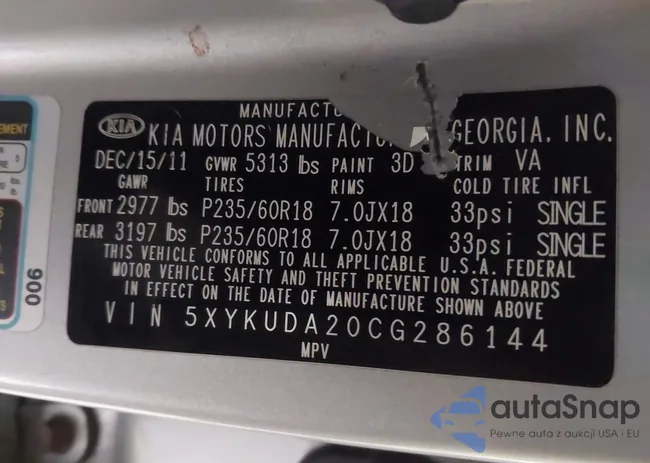 MANUFACTU
KIA KIA MOTORS MANUFACTU GEORGIA, INC.
DEC/15/11 GVWR 5313 lbs PAINT 3D TRIM VA
GAWR TIRES RIMS COLD TIRE INFL
FRONT 2977 lbs P235/60R18 7.0JX18 33psi SINGLE
REAR 3197 lbs P235/60R18 7.0JX18 33psi SINGLE
THIS VEHICLE CONFORMS TO ALL APPLICABLE U.S.A. FEDERAL
MOTOR VEHICLE SAFETY AND THEFT PREVENTION STANDARDS
IN EFFECT ON THE DATE OF MANUFACTURE SHOWN ABOVE
VIN 5XYKUDA20CG286144
MPV
EMENT
006
autaSnap
Pewne auta z aukcji USA i EU